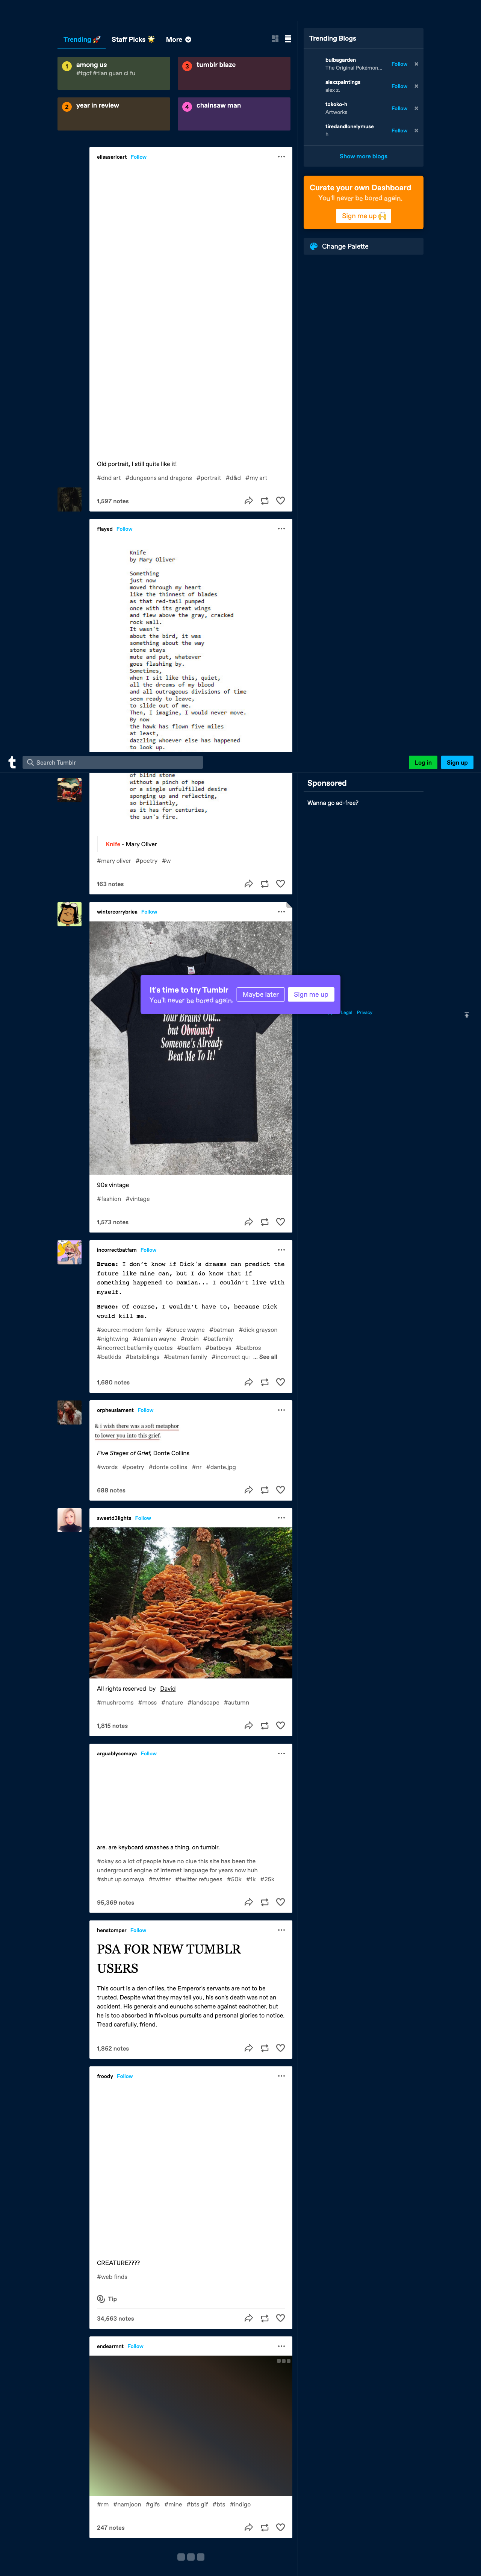 Trending 🚀 Staff Picks 🌟 More
1 among us
#tgcf #tian guan ci fu
3 tumblr blaze
2 year in review
4 chainsaw man
elisaserioart Follow
Old portrait, I still quite like it!
#dnd art #dungeons and dragons #portrait #d&d #my art
1,597 notes
flayed Follow
Knife
by Mary Oliver
Something
just now
moved through my heart
like the thinnest of blades
as that red-tail pumped
once with its great wings
and flew above the gray, cracked
rock wall.
It wasn't
about the bird, it was
something about the way
stone stays
mute and put, whatever
goes flashing by.
Sometimes,
when I sit like this, quiet,
all the dreams of my blood
and all outrageous divisions of time
seem ready to leave,
to slide out of me.
Then, I imagine, I would never move.
By now
the hawk has flown five miles
at least,
dazzling whoever else has happened
to look up.
Search Tumblr
Log in
Sign up
of blind stone
without a pinch of hope
or a single unfulfilled desire
sponging up and reflecting,
so brilliantly,
as it has for centuries,
the sun's fire.
Knife - Mary Oliver
#mary oliver #poetry #w
163 notes
wintercorrybriea Follow
It's time to try Tumblr
You'll never be bored again.
Maybe later
Sign me up
Your Brains Out...
but Obviously
Someone's Already
Beat Me To It!
90s vintage
#fashion #vintage
1,573 notes
incorrectbatfam Follow
Bruce: I don't know if Dick's dreams can predict the
future like mine can, but I do know that if
something happened to Damian... I couldn't live with
myself.
Bruce: Of course, I wouldn't have to, because Dick
would kill me.
#source: modern family #bruce wayne #batman #dick grayson
#nightwing #damian wayne #robin #batfamily
#incorrect batfamily quotes #batfam #batboys #batbros
#batkids #batsiblings #batman family #incorrect qu ... See all
1,680 notes
orpheuslament Follow
& i wish there was a soft metaphor
to lower you into this grief.
Five Stages of Grief, Donte Collins
#words #poetry #donte collins #nr #dante.jpg
688 notes
sweetd3lights Follow
All rights reserved by David
#mushrooms #moss #nature #landscape #autumn
1,815 notes
arguablysomaya Follow
are. are keyboard smashes a thing. on tumblr.
#okay so a lot of people have no clue this site has been the
underground engine of internet language for years now huh
#shut up somaya #twitter #twitter refugees #50k #1k #25k
95,369 notes
henstomper Follow
PSA FOR NEW TUMBLR
USERS
This court is a den of lies, the Emperor's servants are not to be
trusted. Despite what they may tell you, his son's death was not an
accident. His generals and eunuchs scheme against eachother, but
he is too absorbed in frivolous pursuits and personal glories to notice.
Tread carefully, friend.
1,852 notes
froody Follow
CREATURE????
#web finds
Tip
34,563 notes
endearmnt Follow
#rm #namjoon #gifs #mine #bts gif #bts #indigo
247 notes
Trending Blogs
bulbagarden Follow
The Original Pokémon...
alexzpaintings Follow
alex z.
tokoko-h Follow
Artworks
tiredandlonelymuse Follow
h
Show more blogs
Curate your own Dashboard
You'll never be bored again.
Sign me up
Change Palette
Sponsored
Wanna go ad-free?
Legal Privacy